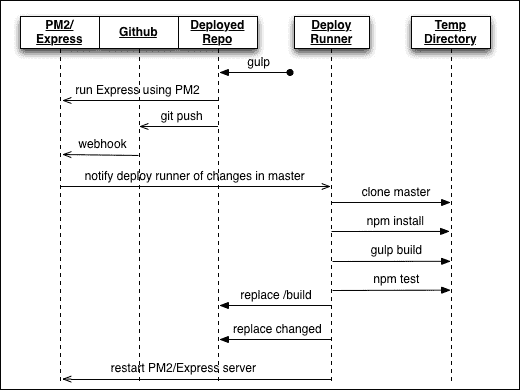 PM2/
Express
Github
Deployed
Repo
Deploy
Runner
Temp
Directory
gulp
run Express using PM2
git push
webhook
notify deploy runner of changes in master
clone master
npm install
gulp build
npm test
replace /build
replace changed
restart PM2/Express server